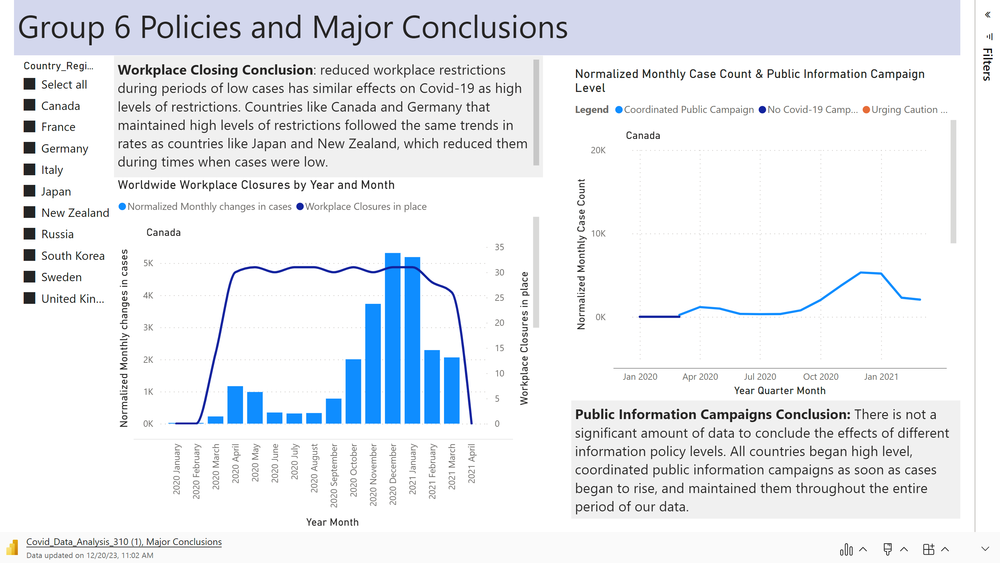 Group 6 Policies and Major Conclusions
Country_Regi...
Select all
Canada
France
Germany
Italy
Japan
New Zealand
Russia
South Korea
Sweden
United Kin...
Workplace Closing Conclusion: reduced workplace restrictions
during periods of low cases has similar effects on Covid-19 as high
levels of restrictions. Countries like Canada and Germany that
maintained high levels of restrictions followed the same trends in
rates as countries like Japan and New Zealand, which reduced them
during times when cases were low.
Worldwide Workplace Closures by Year and Month
Normalized Monthly changes in cases Workplace Closures in place
Canada
Normalized Monthly changes in cases
5K
4K
3K
2K
1K
0K
35
30
25
20
15
10
5
0
Workplace Closures in place
2020 January
2020 February
2020 March
2020 April
2020 May
2020 June
2020 July
2020 August
2020 September
2020 October
2020 November
2020 December
2021 January
2021 February
2021 March
2021 April
Year Month
Normalized Monthly Case Count & Public Information Campaign
Level
Legend Coordinated Public Campaign No Covid-19 Camp... Urging Caution ...
Canada
Normalized Monthly Case Count
20K
10K
0K
Jan 2020 Apr 2020 Jul 2020 Oct 2020 Jan 2021
Year Quarter Month
Public Information Campaigns Conclusion: There is not a
significant amount of data to conclude the effects of different
information policy levels. All countries began high level,
coordinated public information campaigns as soon as cases
began to rise, and maintained them throughout the entire
period of our data.
Filters
Covid_Data_Analysis_310 (1), Major Conclusions
Data updated on 12/20/23, 11:02 AM